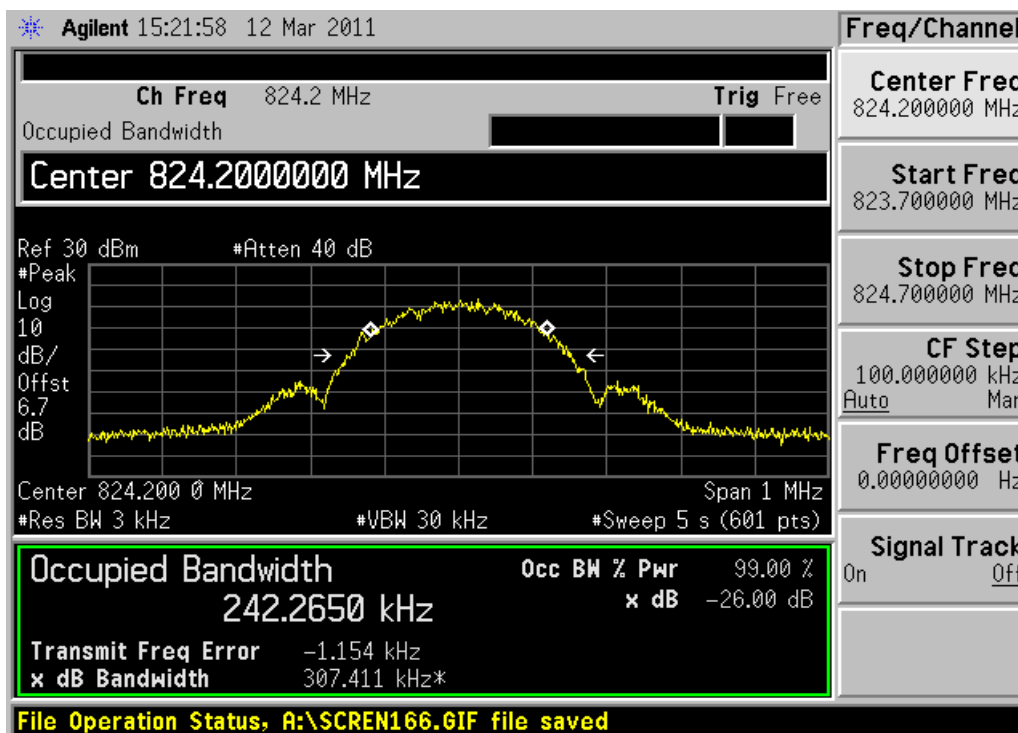 Agilent 15:21:58 12 Mar 2011
Ch Freq 824.2 MHz Trig Free
Occupied Bandwidth
Center 824.2000000 MHz
Ref 30 dBm #Atten 40 dB
#Peak
Log
10
dB/
Offst
6.7
dB
Center 824.200 0 MHz Span 1 MHz
#Res BW 3 kHz #VBW 30 kHz #Sweep 5 s (601 pts)
Occupied Bandwidth
242.2650 kHz
Occ BW % Pwr 99.00 %
x dB -26.00 dB
Transmit Freq Error -1.154 kHz
x dB Bandwidth 307.411 kHz*
File Operation Status, A:\SCREN166.GIF file saved
Freq/Channel
Center Freq
824.200000 MHz
Start Freq
823.700000 MHz
Stop Freq
824.700000 MHz
CF Step
100.000000 kHz
Auto Man
Freq Offset
0.00000000 Hz
Signal Track
On Off